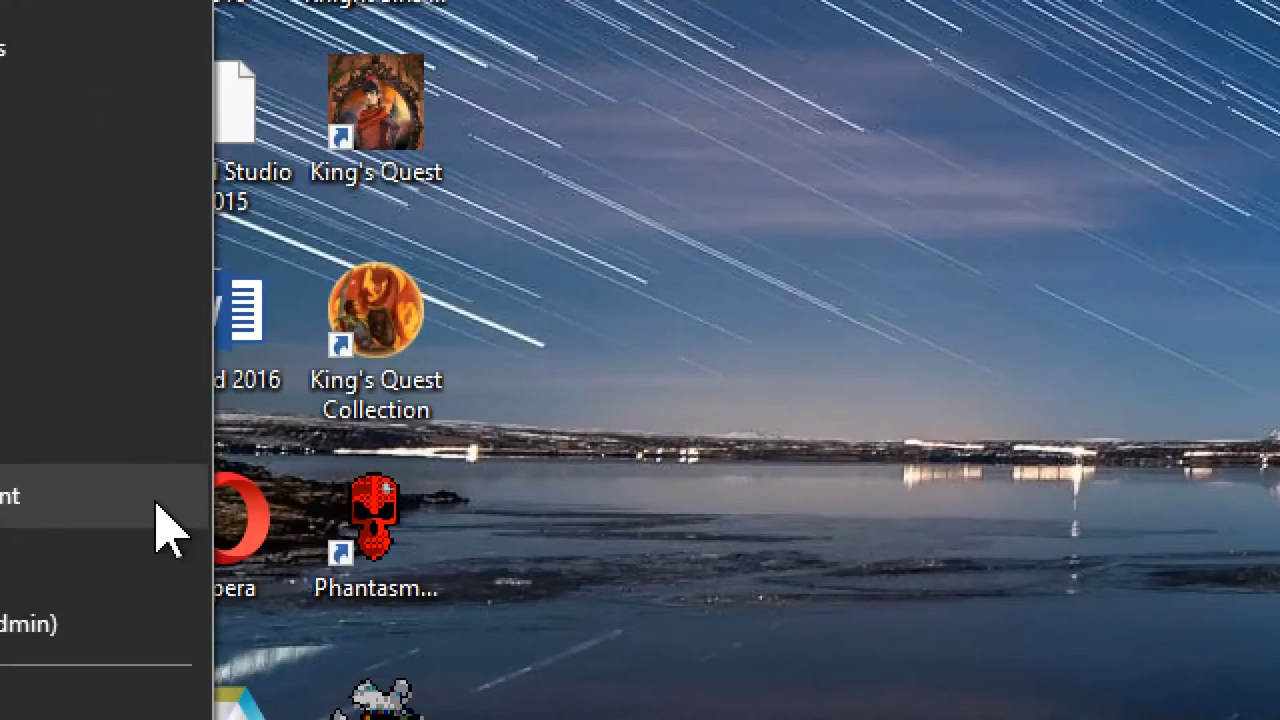 s
l Studio
015
King's Quest
d 2016
King's Quest
Collection
nt
pera
Phantasm...
dmin)